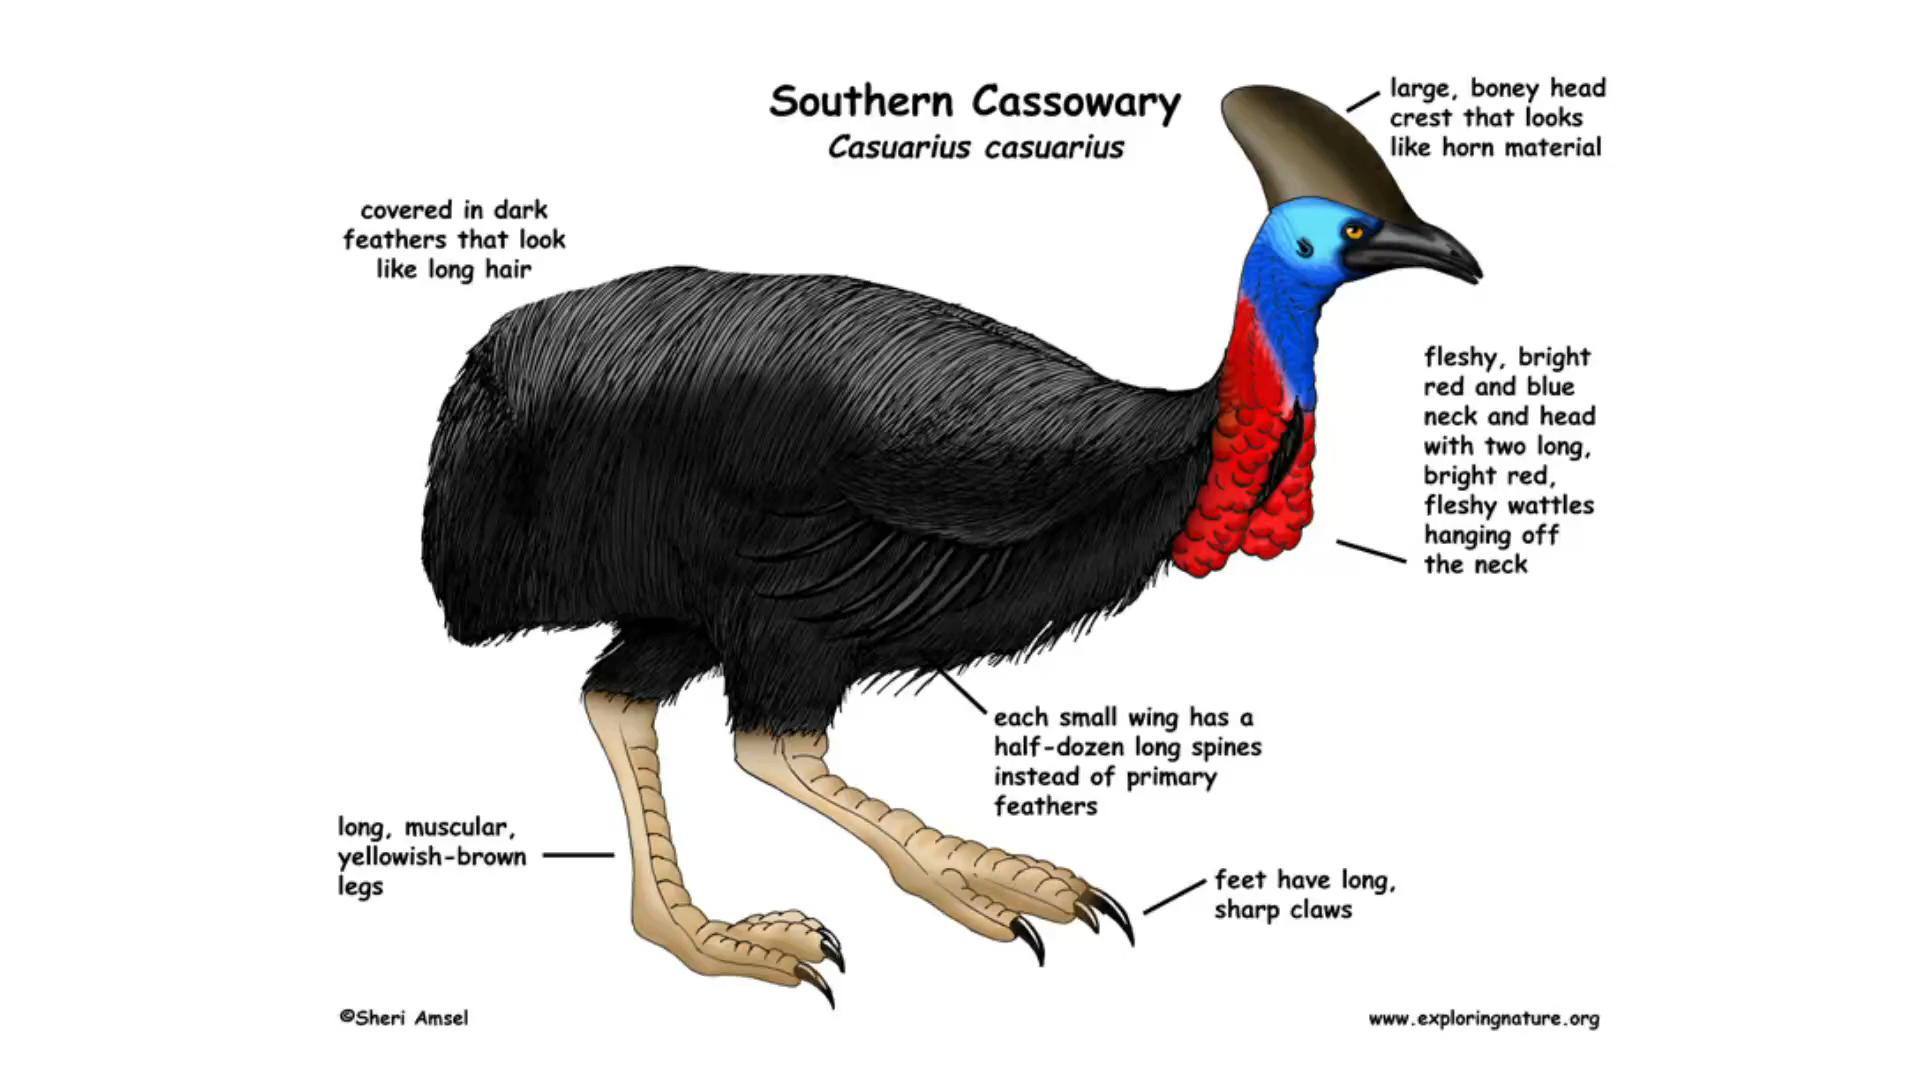 Southern Cassowary
Casuarius casuarius
large, boney head
crest that looks
like horn material
covered in dark
feathers that look
like long hair
fleshy, bright
red and blue
neck and head
with two long,
bright red,
fleshy wattles
hanging off
the neck
each small wing has a
half-dozen long spines
instead of primary
feathers
long, muscular,
yellowish-brown
legs
feet have long,
sharp claws
©Sheri Amsel
www.exploringnature.org